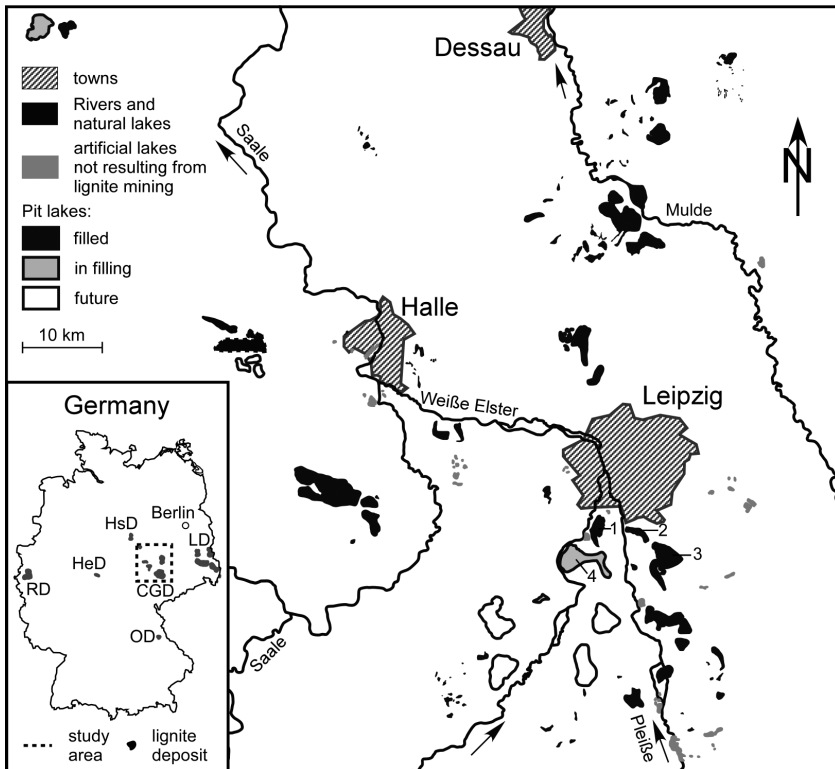 Dessau
towns
Rivers and
natural lakes
artificial lakes
not resulting from
lignite mining
Pit lakes:
filled
in filling
future
10 km
Saale
N
Mulde
Halle
Weiße Elster
Leipzig
1
2
3
4
Saale
Pleiße
Germany
Berlin
HsD
LD
HeD
RD
CGD
OD
study
area
lignite
deposit